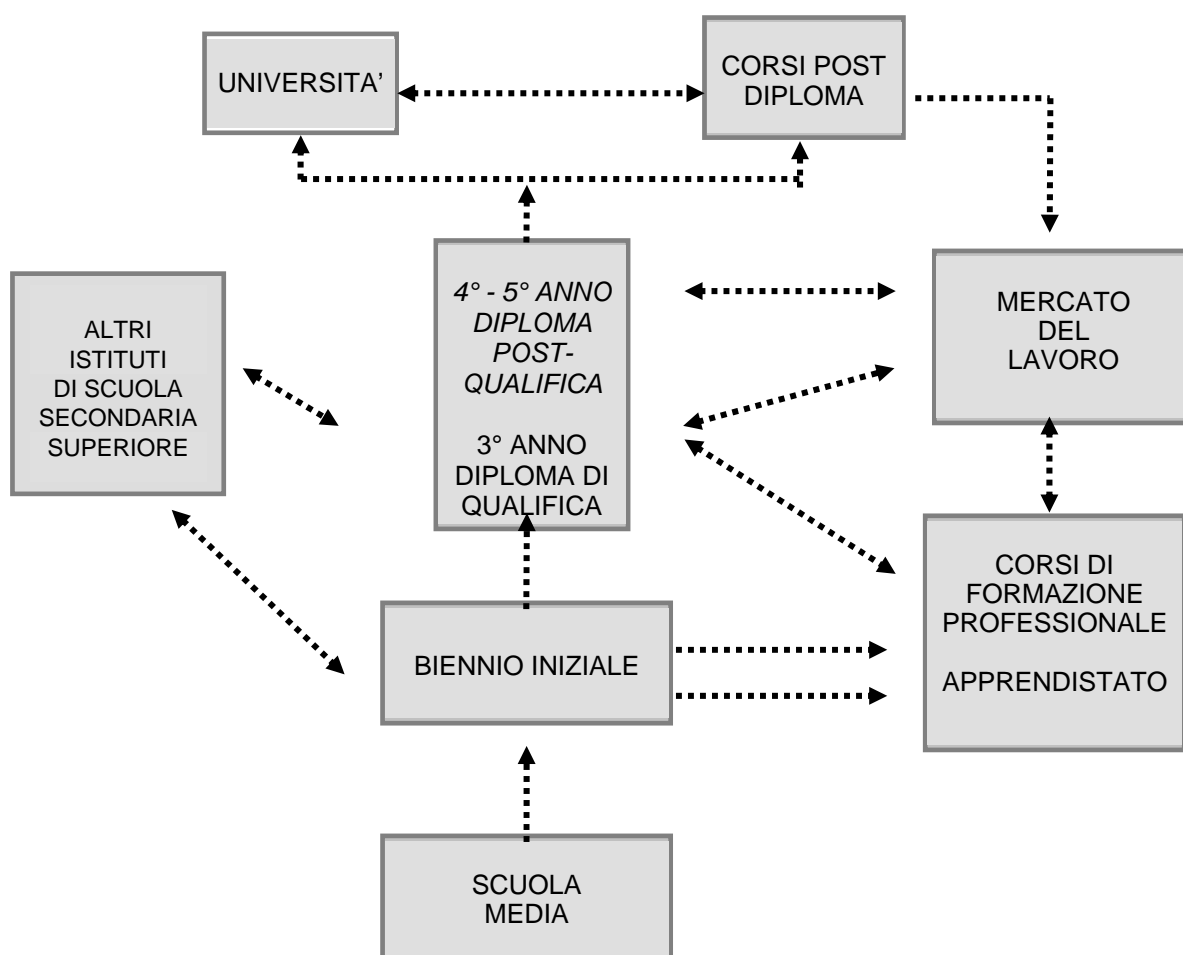 UNIVERSITA’
CORSI POST
DIPLOMA
4° - 5° ANNO
DIPLOMA
POST-
QUALIFICA
3° ANNO
DIPLOMA DI
QUALIFICA
ALTRI
ISTITUTI
DI SCUOLA
SECONDARIA
SUPERIORE
MERCATO
DEL
LAVORO
BIENNIO INIZIALE
CORSI DI
FORMAZIONE
PROFESSIONALE
APPRENDISTATO
SCUOLA
MEDIA